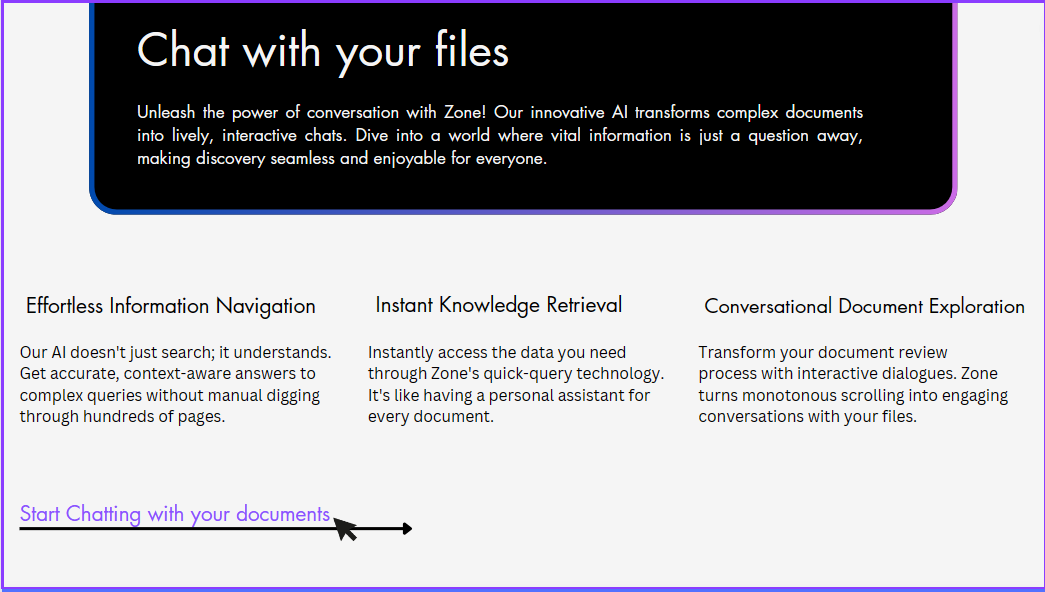 Chat with your files
Unleash the power of conversation with Zone! Our innovative AI transforms complex documents
into lively, interactive chats. Dive into a world where vital information is just a question away,
making discovery seamless and enjoyable for everyone.
Effortless Information Navigation
Our AI doesn't just search; it understands.
Get accurate, context-aware answers to
complex queries without manual digging
through hundreds of pages.
Instant Knowledge Retrieval
Instantly access the data you need
through Zone's quick-query technology.
It's like having a personal assistant for
every document.
Conversational Document Exploration
Transform your document review
process with interactive dialogues. Zone
turns monotonous scrolling into engaging
conversations with your files.
Start Chatting with your documents